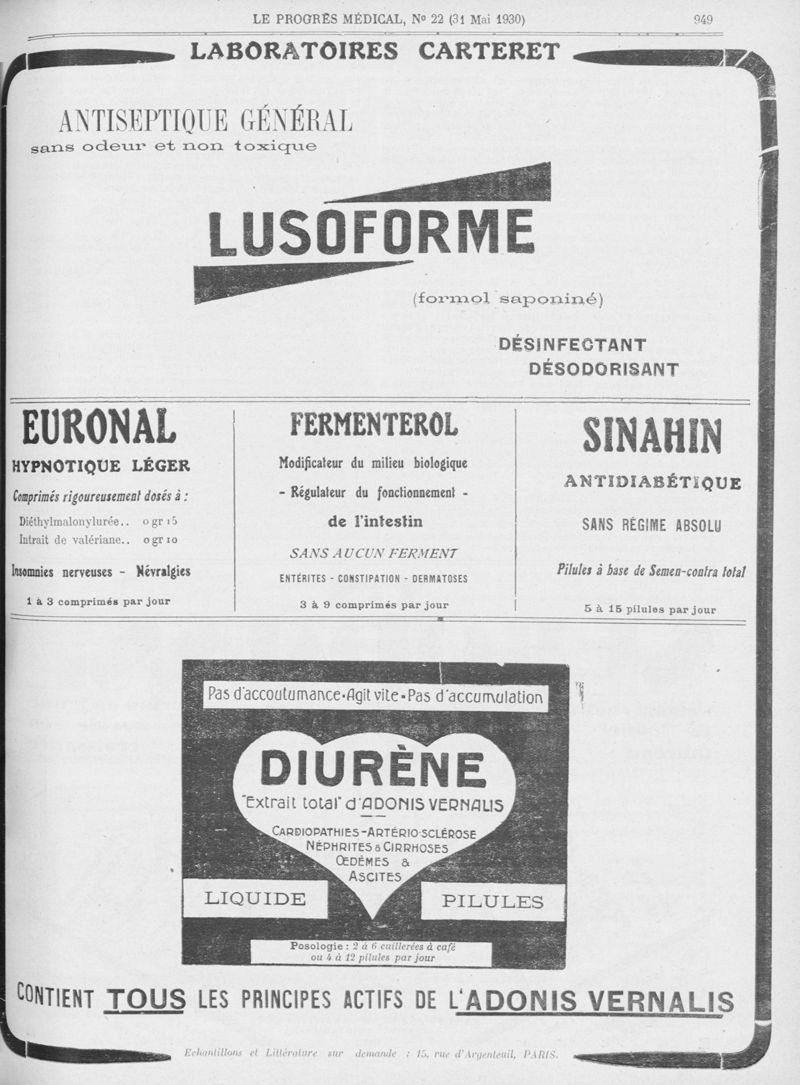 LE PROGRÈS MÉDICAL, No 22 (31 Mai 1930) 949
LABORATOIRES CARTERET
ANTISEPTIQUE GÉNÉRAL
sans odeur et non toxique
LUSOFORME
(formol saponiné)
DÉSINFECTANT
DÉSODORISANT
EURONAL
HYPNOTIQUE LÉGER
Comprimés rigoureusement dosés à :
Diéthylmalonylurée.. 0 gr 15
Intrait de valériane.. 0 gr 10
Insomnies nerveuses - Névralgies
1 à 3 comprimés par jour
FERMENTEROL
Modificateur du milieu biologique
- Régulateur du fonctionnement -
de l'intestin
SANS AUCUN FERMENT
ENTÉRITES - CONSTIPATION - DERMATOSES
3 à 9 comprimés par jour
SINAHIN
ANTIDIABÉTIQUE
SANS RÉGIME ABSOLU
Pilules à base de Semen-contra total
5 à 15 pilules par jour
Pas d'accoutumance-Agit vite-Pas d'accumulation
DIURÈNE
"Extrait total" d'ADONIS VERNALIS
CARDIOPATHIES-ARTÉRIO-SCLÉROSE
NÉPHRITES & CIRRHOSES
ŒDÉMES &
ASCITES
LIQUIDE
PILULES
Posologie : 2 à 6 cuillerées à café
ou 4 à 12 pilules par jour
CONTIENT TOUS LES PRINCIPES ACTIFS DE L'ADONIS VERNALIS
Echantillons et Littérature sur demande : 15, rue d'Argenteuil, PARIS.